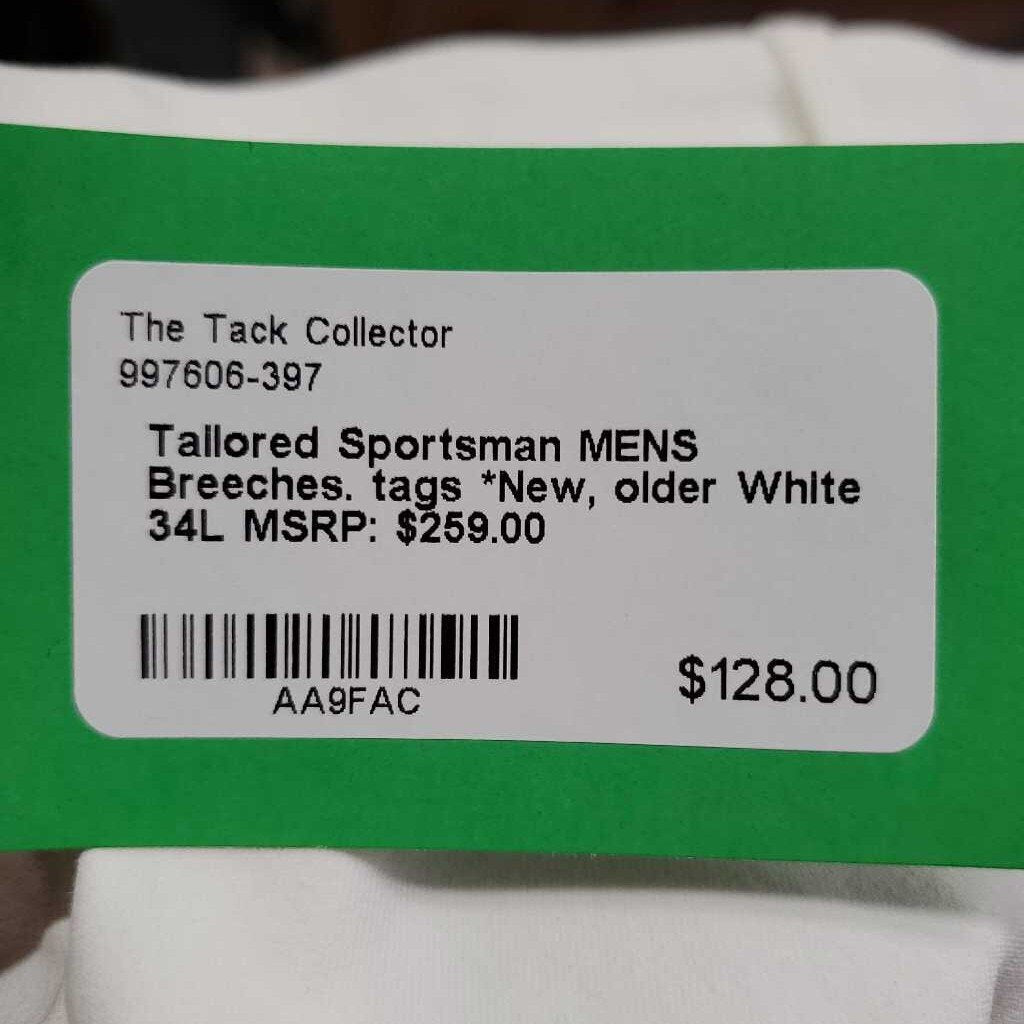 The Tack Collector
997606-397
Tailored Sportsman MENS
Breeches. tags *New, older White
34L MSRP: $259.00
AA9FAC
$128.00